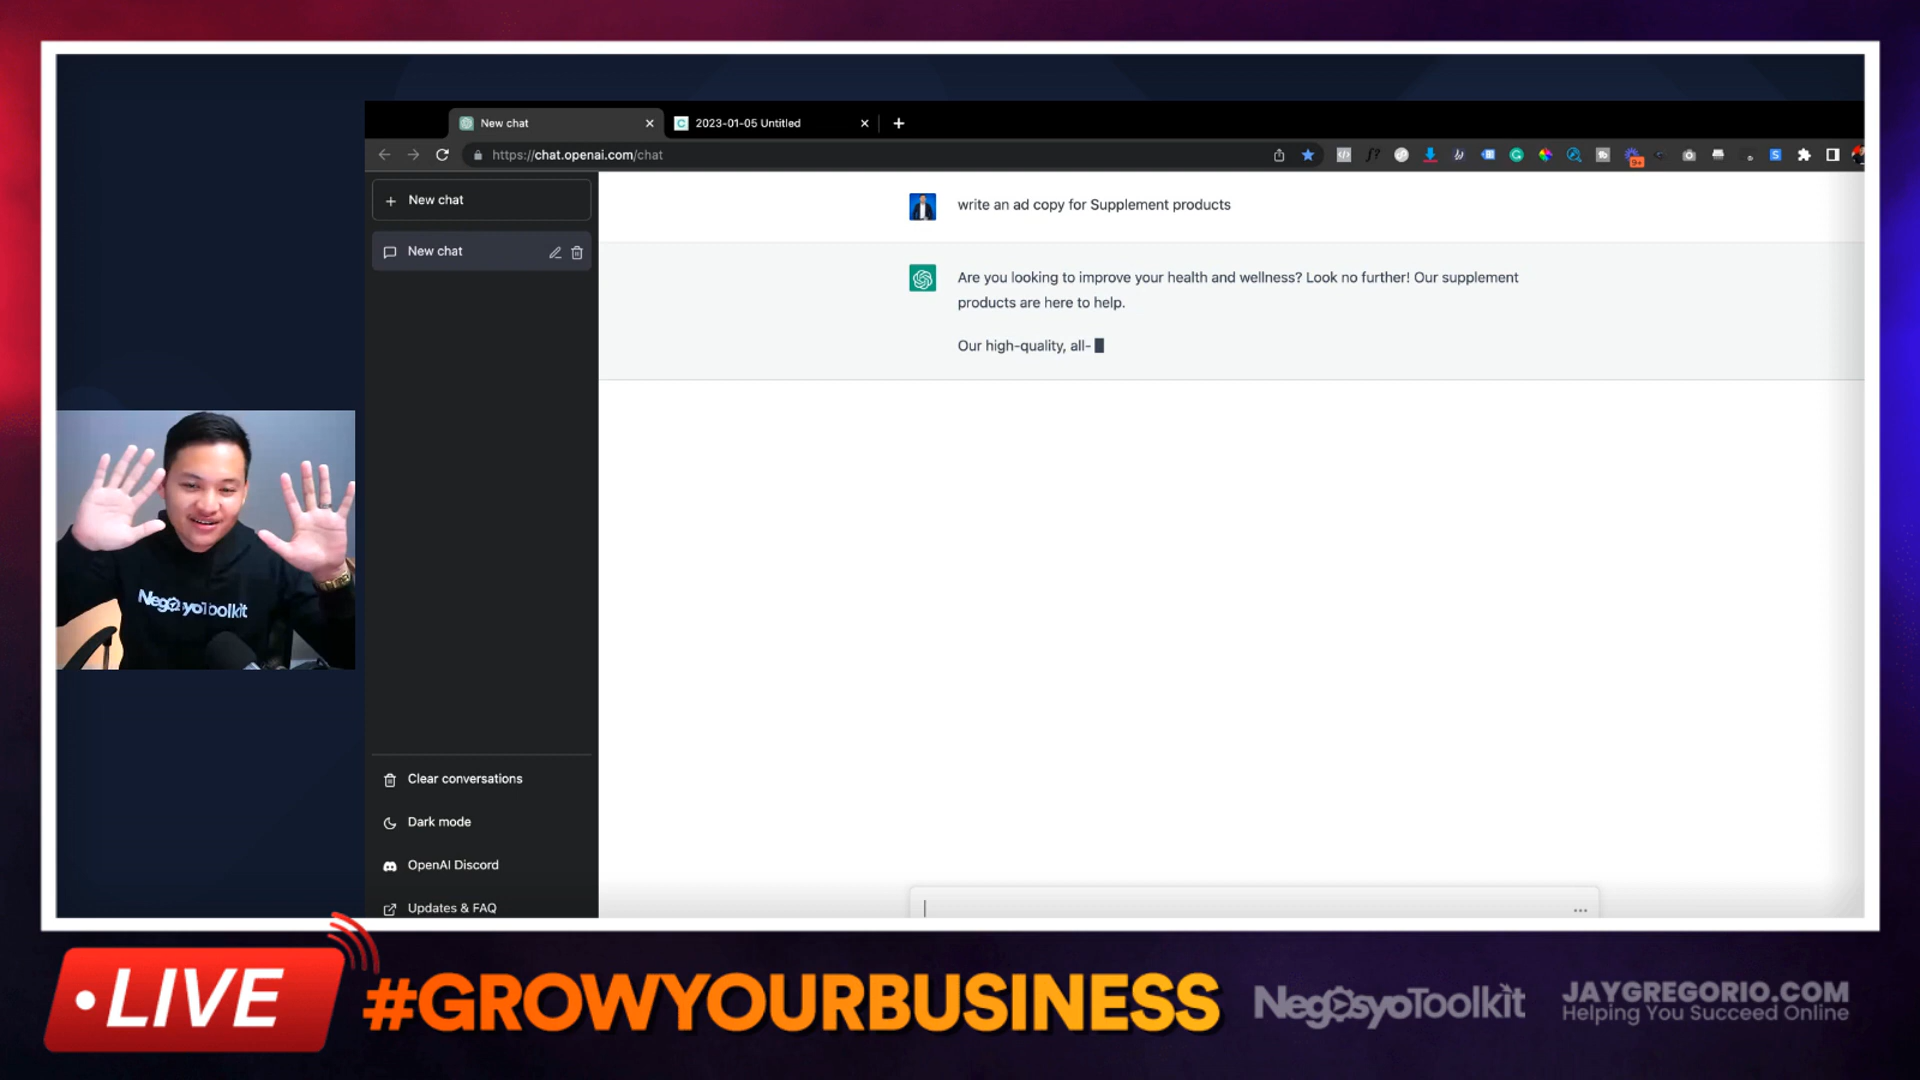 New chat
2023-01-05 Untitled
https://chat.openai.com/chat
9+
New chat
New chat
write an ad copy for Supplement products
Are you looking to improve your health and wellness? Look no further! Our supplement
products are here to help.
Our high-quality, all-
NegosyoToolkit
Clear conversations
Dark mode
OpenAI Discord
Updates & FAQ
LIVE
#GROWYOURBUSINESS
NegosyoToolkit
JAYGREGORIO.COM
Helping You Succeed Online